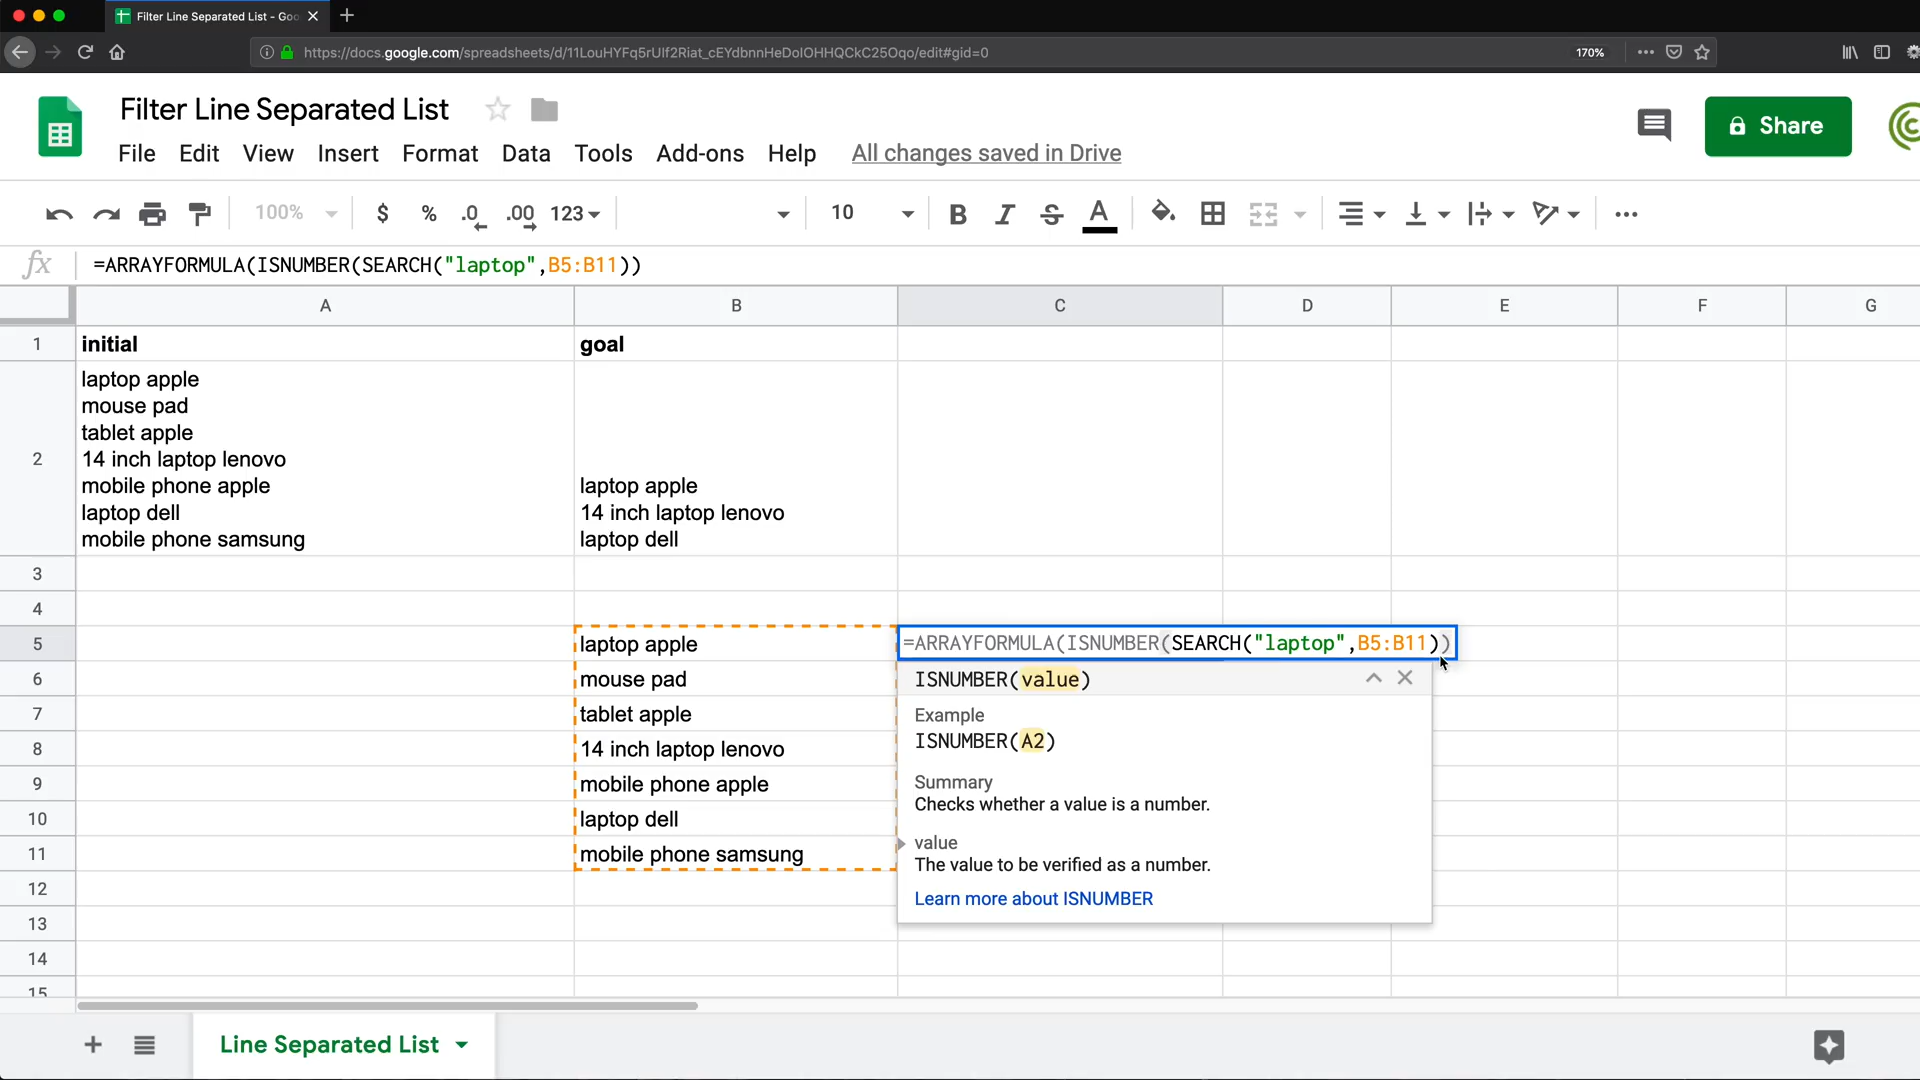 Filter Line Separated List - Goo
https://docs.google.com/spreadsheets/d/11LouHYFq5rUIf2Riat_cEYdbnnHeDoIOHHQCkC25Oqo/edit#gid=0
170%
Filter Line Separated List
File Edit View Insert Format Data Tools Add-ons Help All changes saved in Drive
Share
100% $ % .0 .00 123 10 B I S A
fx =ARRAYFORMULA(ISNUMBER(SEARCH("laptop",B5:B11))
A B C D E F G
1 initial goal
2
laptop apple
mouse pad
tablet apple
14 inch laptop lenovo
mobile phone apple
laptop dell
mobile phone samsung
laptop apple
14 inch laptop lenovo
laptop dell
3
4
5 laptop apple =ARRAYFORMULA(ISNUMBER(SEARCH("laptop",B5:B11))
6 mouse pad
7 tablet apple
8 14 inch laptop lenovo
9 mobile phone apple
10 laptop dell
11 mobile phone samsung
12
13
14
15
ISNUMBER(value)
Example
ISNUMBER(A2)
Summary
Checks whether a value is a number.
value
The value to be verified as a number.
Learn more about ISNUMBER
Line Separated List